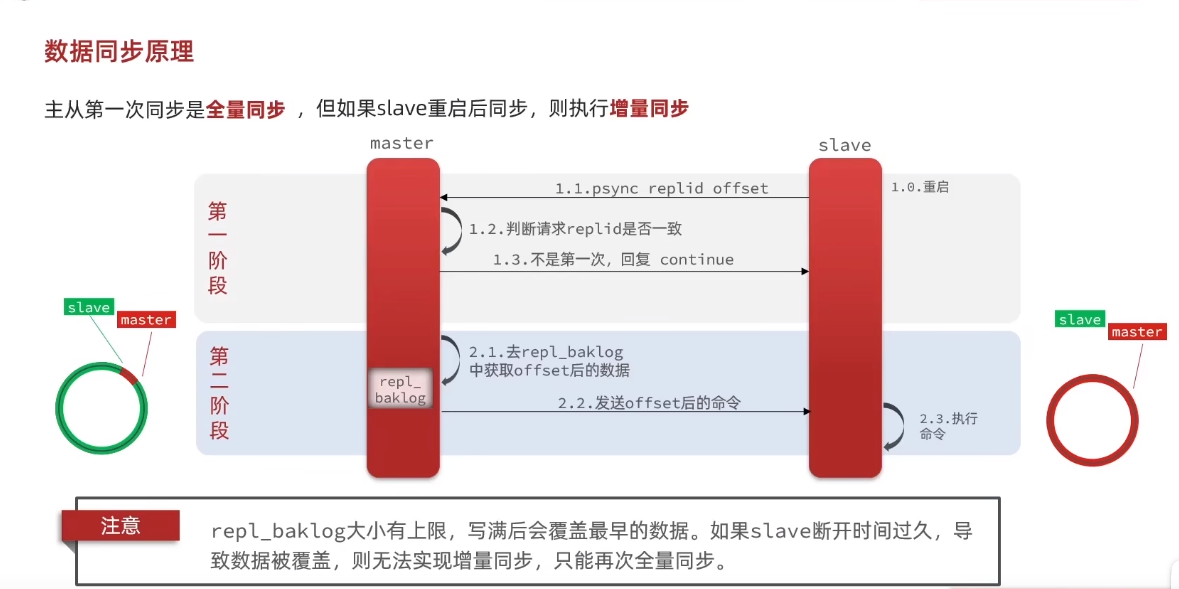 数据同步原理
主从第一次同步是全量同步 ，但如果slave重启后同步，则执行增量同步
master
slave
第一阶段
1.0.重启
1.1.psync replid offset
1.2.判断请求replid是否一致
1.3.不是第一次，回复 continue
slave
master
第二阶段
2.1.去repl_baklog
中获取offset后的数据
repl_
baklog
2.2.发送offset后的命令
2.3.执行
命令
slave
master
注意
repl_baklog大小有上限，写满后会覆盖最早的数据。如果slave断开时间过久，导
致数据被覆盖，则无法实现增量同步，只能再次全量同步。